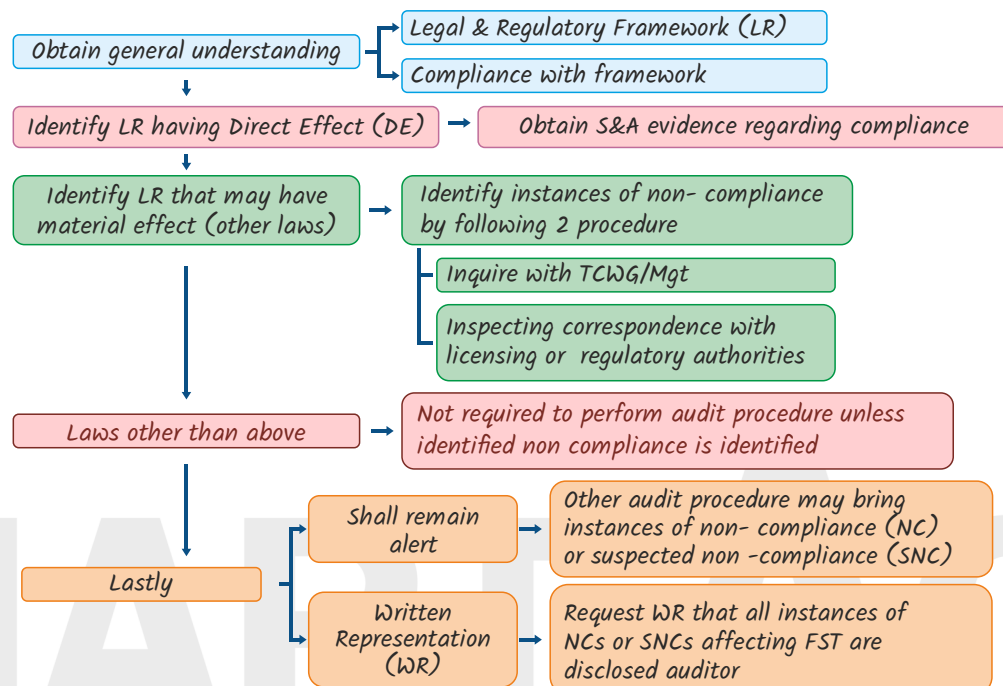 Obtain general understanding
Legal & Regulatory Framework (LR)
Compliance with framework
Identify LR having Direct Effect (DE)
Obtain S&A evidence regarding compliance
Identify LR that may have
material effect (other laws)
Identify instances of non- compliance
by following 2 procedure
Inquire with TCWG/Mgt
Inspecting correspondence with
licensing or regulatory authorities
Laws other than above
Not required to perform audit procedure unless
identified non compliance is identified
Lastly
Shall remain
alert
Other audit procedure may bring
instances of non- compliance (NC)
or suspected non -compliance (SNC)
Written
Representation
(WR)
Request WR that all instances of
NCs or SNCs affecting FST are
disclosed auditor